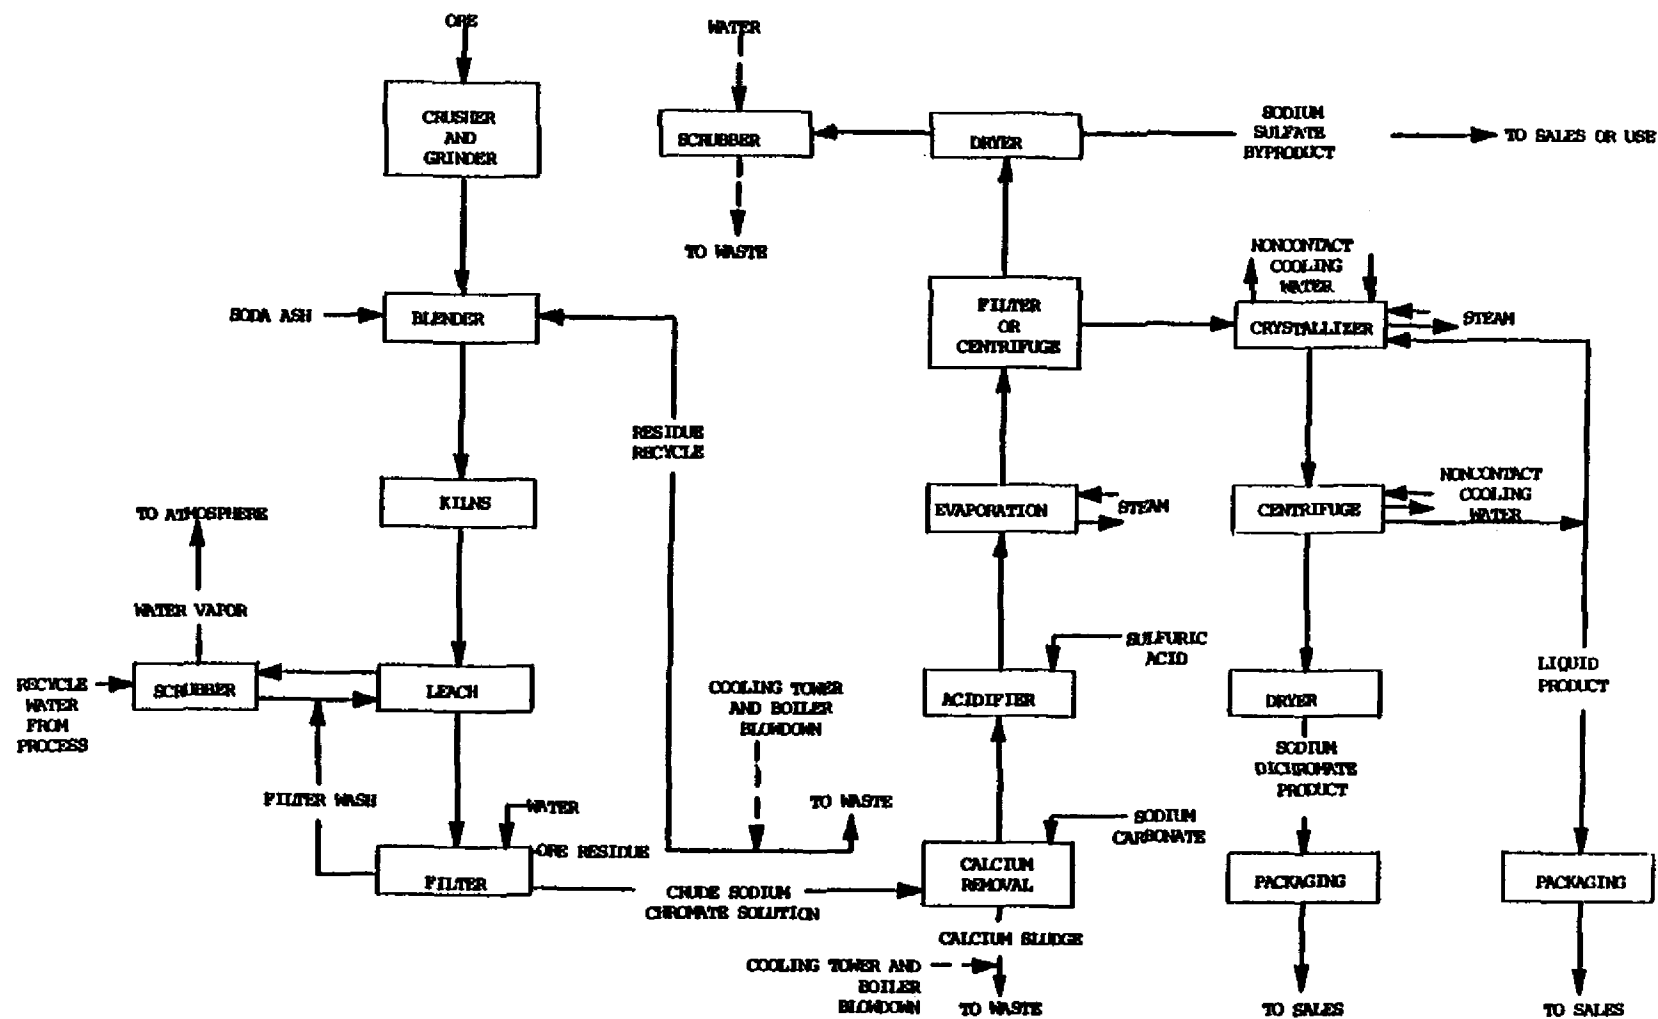 ORE
CRUSHER
AND
GRINDER
SODA ASH
BLENDER
KILNS
TO ATMOSPHERE
WATER VAPOR
RECYCLE
WATER
FROM
PROCESS
SCRUBBER
LEACH
FILTER WASH
WATER
ORE RESIDUE
FILTER
RESIDUE
RECYCLE
COOLING TOWER
AND BOILER
BLOWDOWN
TO WASTE
CRUDE SODIUM
CHROMATE SOLUTION
WATER
SCRUBBER
TO WASTE
DRYER
SODIUM
SULFATE
BYPRODUCT
TO SALES OR USE
FILTER
OR
CENTRIFUGE
EVAPORATION
STEAM
SULFURIC
ACID
ACIDIFIER
SODIUM
CARBONATE
CALCIUM
REMOVAL
CALCIUM SLUDGE
COOLING TOWER AND
BOILER
BLOWDOWN
TO WASTE
NONCONTACT
COOLING
WATER
CRYSTALLIZER
STEAM
NONCONTACT
COOLING
WATER
CENTRIFUGE
DRYER
SODIUM
DICHROMATE
PRODUCT
PACKAGING
TO SALES
LIQUID
PRODUCT
PACKAGING
TO SALES